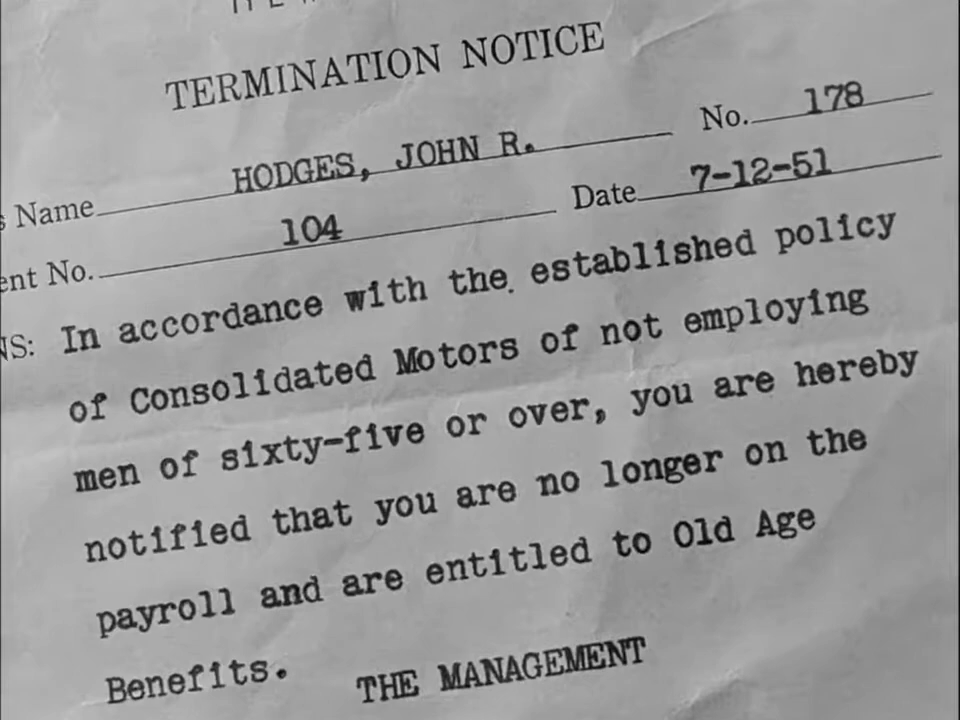 TERMINATION NOTICE
Name HODGES, JOHN R. No. 178
No. 104 Date 7-12-51
In accordance with the established policy
of Consolidated Motors of not employing
men of sixty-five or over, you are hereby
notified that you are no longer on the
payroll and are entitled to Old Age
Benefits.
THE MANAGEMENT